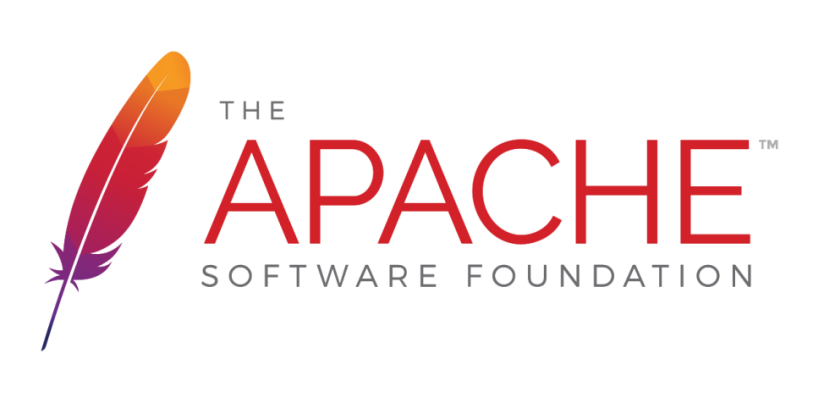 THE
APACHE™
SOFTWARE FOUNDATION